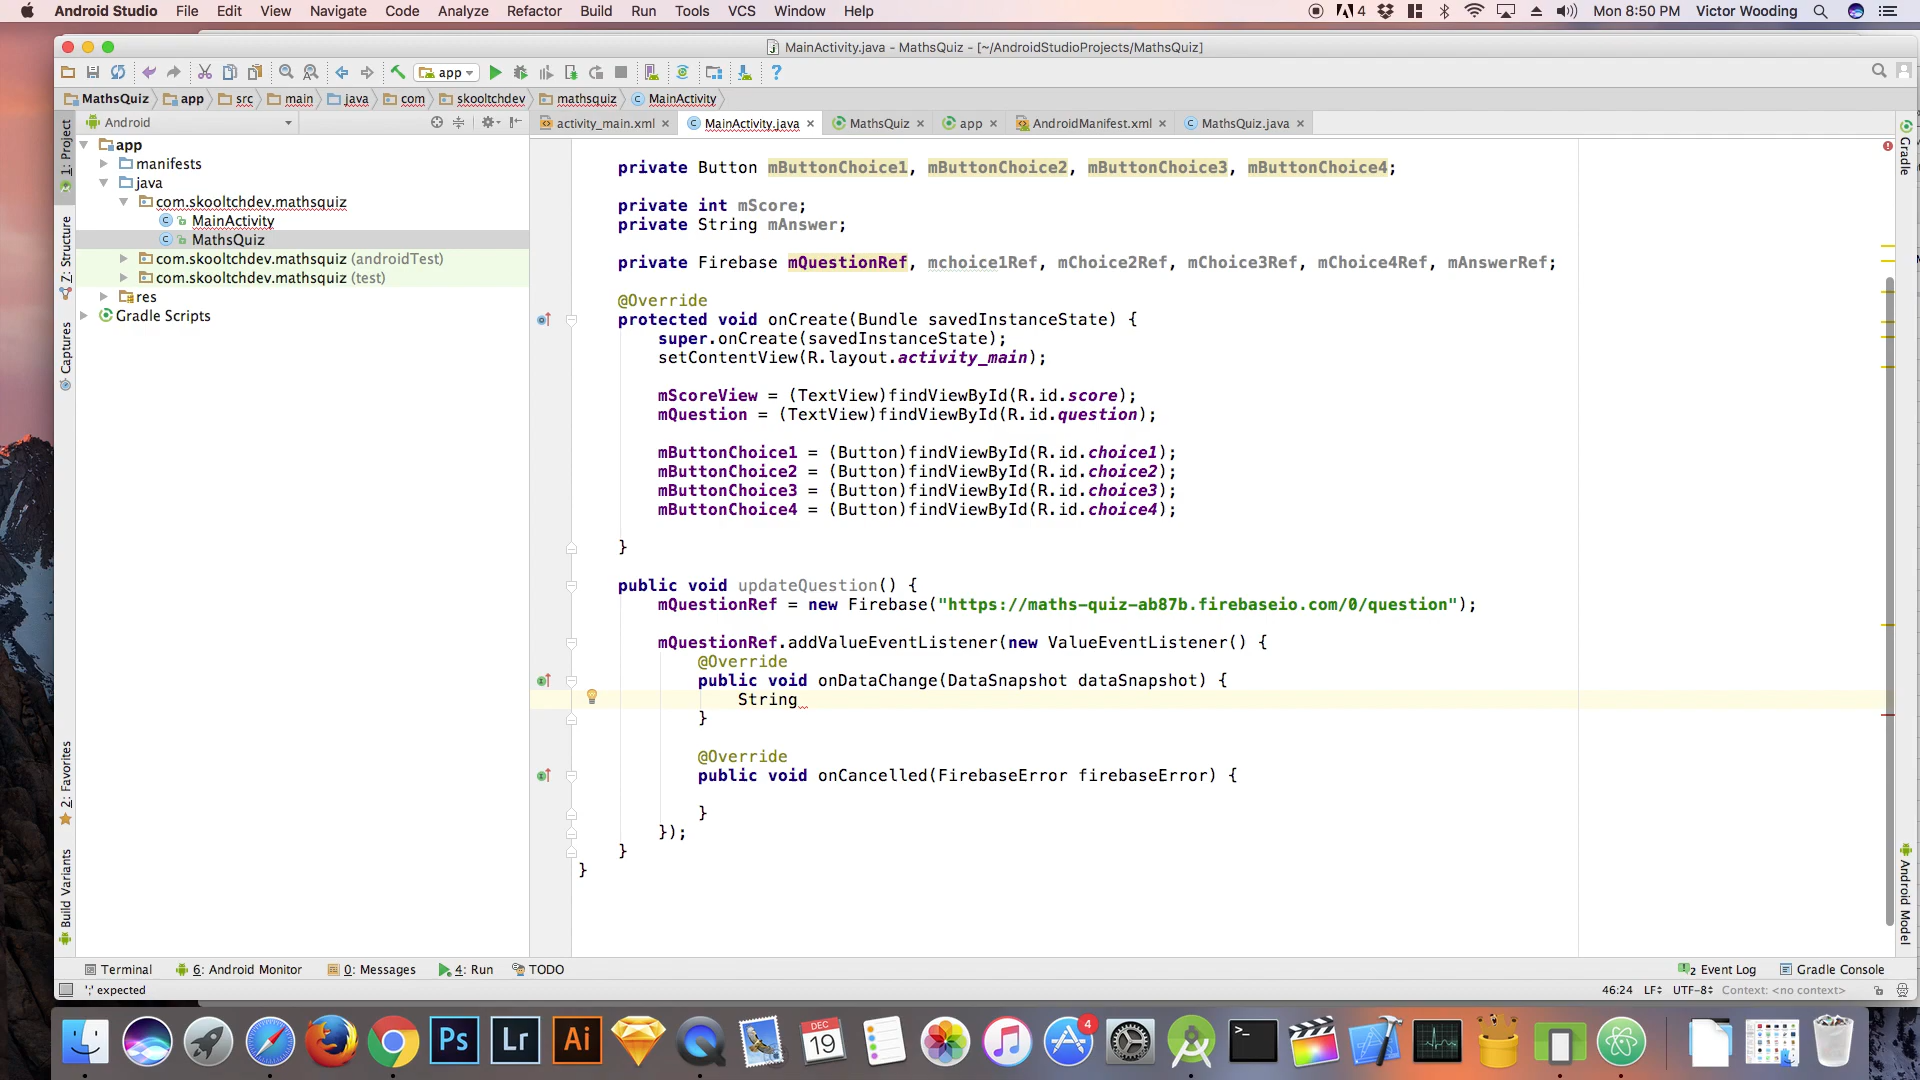 Android Studio File Edit View Navigate Code Analyze Refactor Build Run Tools VCS Window Help 4 Mon 8:50 PM Victor Wooding
MainActivity.java - MathsQuiz - [~/AndroidStudioProjects/MathsQuiz]
app
MathsQuiz app src main java com skooltchdev mathsquiz MainActivity
Android
activity_main.xml MainActivity.java MathsQuiz app AndroidManifest.xml MathsQuiz.java
1: Project
Z: Structure
Captures
2: Favorites
Build Variants
app
manifests
java
com.skooltchdev.mathsquiz
MainActivity
MathsQuiz
com.skooltchdev.mathsquiz (androidTest)
com.skooltchdev.mathsquiz (test)
res
Gradle Scripts
private Button mButtonChoice1, mButtonChoice2, mButtonChoice3, mButtonChoice4;
private int mScore;
private String mAnswer;
private Firebase mQuestionRef, mchoice1Ref, mChoice2Ref, mChoice3Ref, mChoice4Ref, mAnswerRef;
@Override
protected void onCreate(Bundle savedInstanceState) {
super.onCreate(savedInstanceState);
setContentView(R.layout.activity_main);
mScoreView = (TextView)findViewById(R.id.score);
mQuestion = (TextView)findViewById(R.id.question);
mButtonChoice1 = (Button)findViewById(R.id.choice1);
mButtonChoice2 = (Button)findViewById(R.id.choice2);
mButtonChoice3 = (Button)findViewById(R.id.choice3);
mButtonChoice4 = (Button)findViewById(R.id.choice4);
}
public void updateQuestion() {
mQuestionRef = new Firebase("https://maths-quiz-ab87b.firebaseio.com/0/question");
mQuestionRef.addValueEventListener(new ValueEventListener() {
@Override
public void onDataChange(DataSnapshot dataSnapshot) {
String
}
@Override
public void onCancelled(FirebaseError firebaseError) {
}
});
}
}
Gradle
Android Model
Terminal 6: Android Monitor 0: Messages 4: Run TODO 2 Event Log Gradle Console
';' expected 46:24 LF UTF-8 Context: <no context>
Ps Lr Ai DEC 19 4